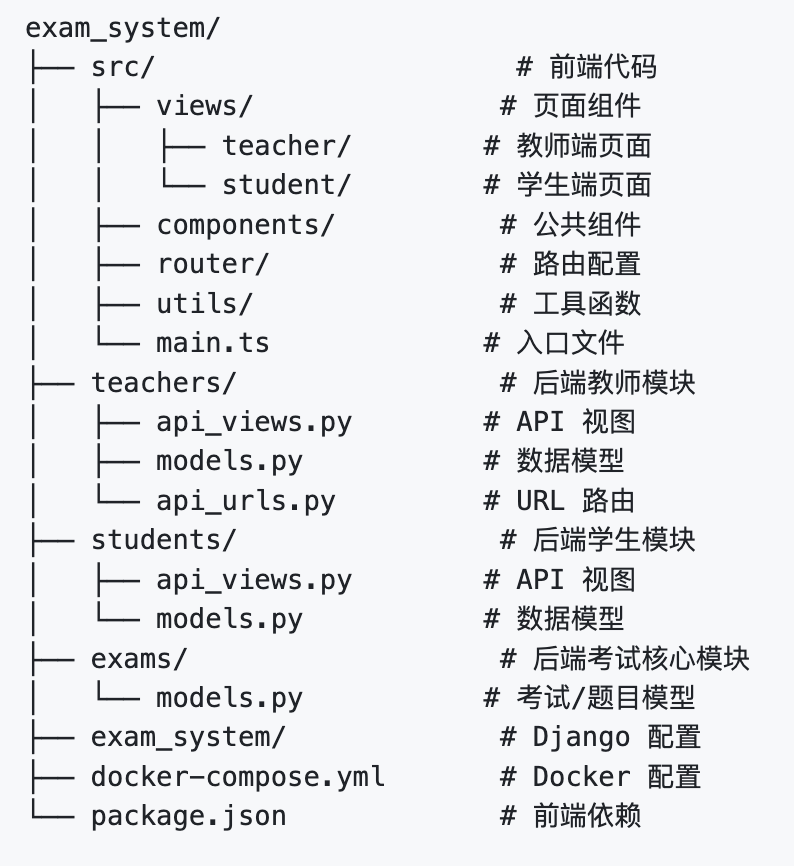 exam_system/
├── src/                      # 前端代码
│   ├── views/               # 页面组件
│   │   ├── teacher/        # 教师端页面
│   │   └── student/        # 学生端页面
│   ├── components/          # 公共组件
│   ├── router/              # 路由配置
│   ├── utils/               # 工具函数
│   └── main.ts             # 入口文件
├── teachers/                # 后端教师模块
│   ├── api_views.py        # API 视图
│   ├── models.py           # 数据模型
│   └── api_urls.py         # URL 路由
├── students/                # 后端学生模块
│   ├── api_views.py        # API 视图
│   └── models.py           # 数据模型
├── exams/                   # 后端考试核心模块
│   └── models.py           # 考试/题目模型
├── exam_system/             # Django 配置
├── docker-compose.yml       # Docker 配置
└── package.json             # 前端依赖